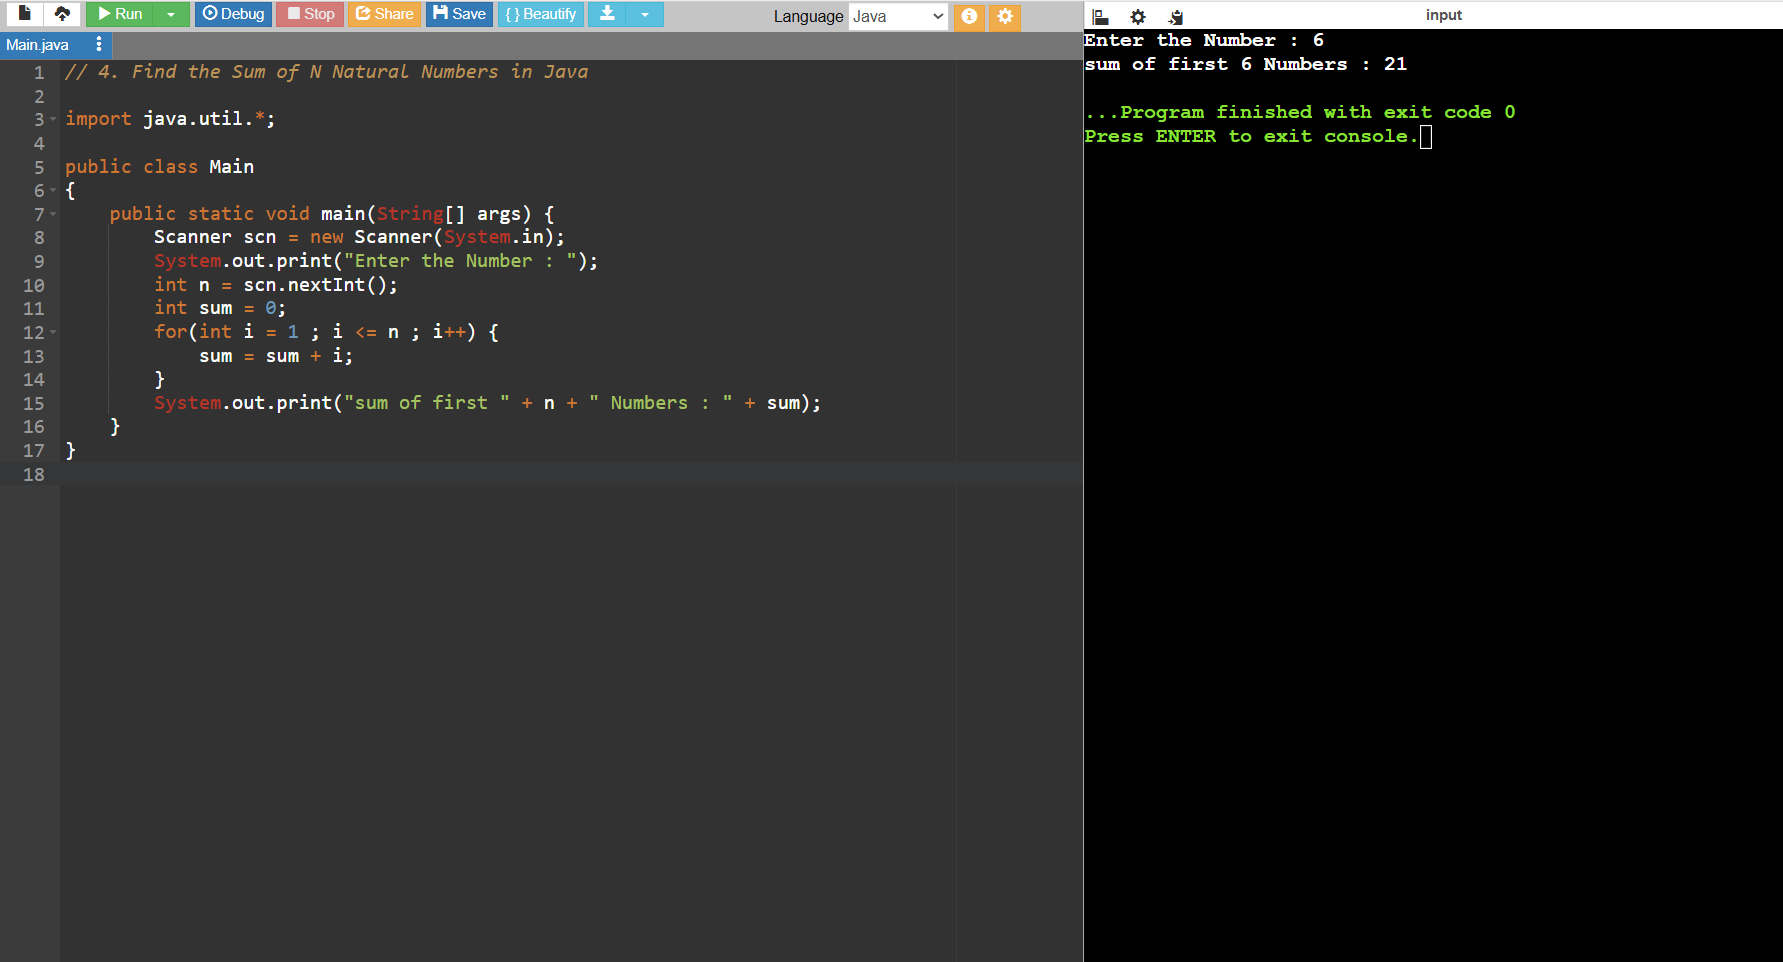 Run Debug Stop Share Save { } Beautify
Language Java
Main.java
1 // 4. Find the Sum of N Natural Numbers in Java
2
3 import java.util.*;
4
5 public class Main
6 {
7     public static void main(String[] args) {
8         Scanner scn = new Scanner(System.in);
9         System.out.print("Enter the Number : ");
10         int n = scn.nextInt();
11         int sum = 0;
12         for(int i = 1 ; i <= n ; i++) {
13             sum = sum + i;
14         }
15         System.out.print("sum of first " + n + " Numbers : " + sum);
16     }
17 }
18
input
Enter the Number : 6
sum of first 6 Numbers : 21
...Program finished with exit code 0
Press ENTER to exit console.